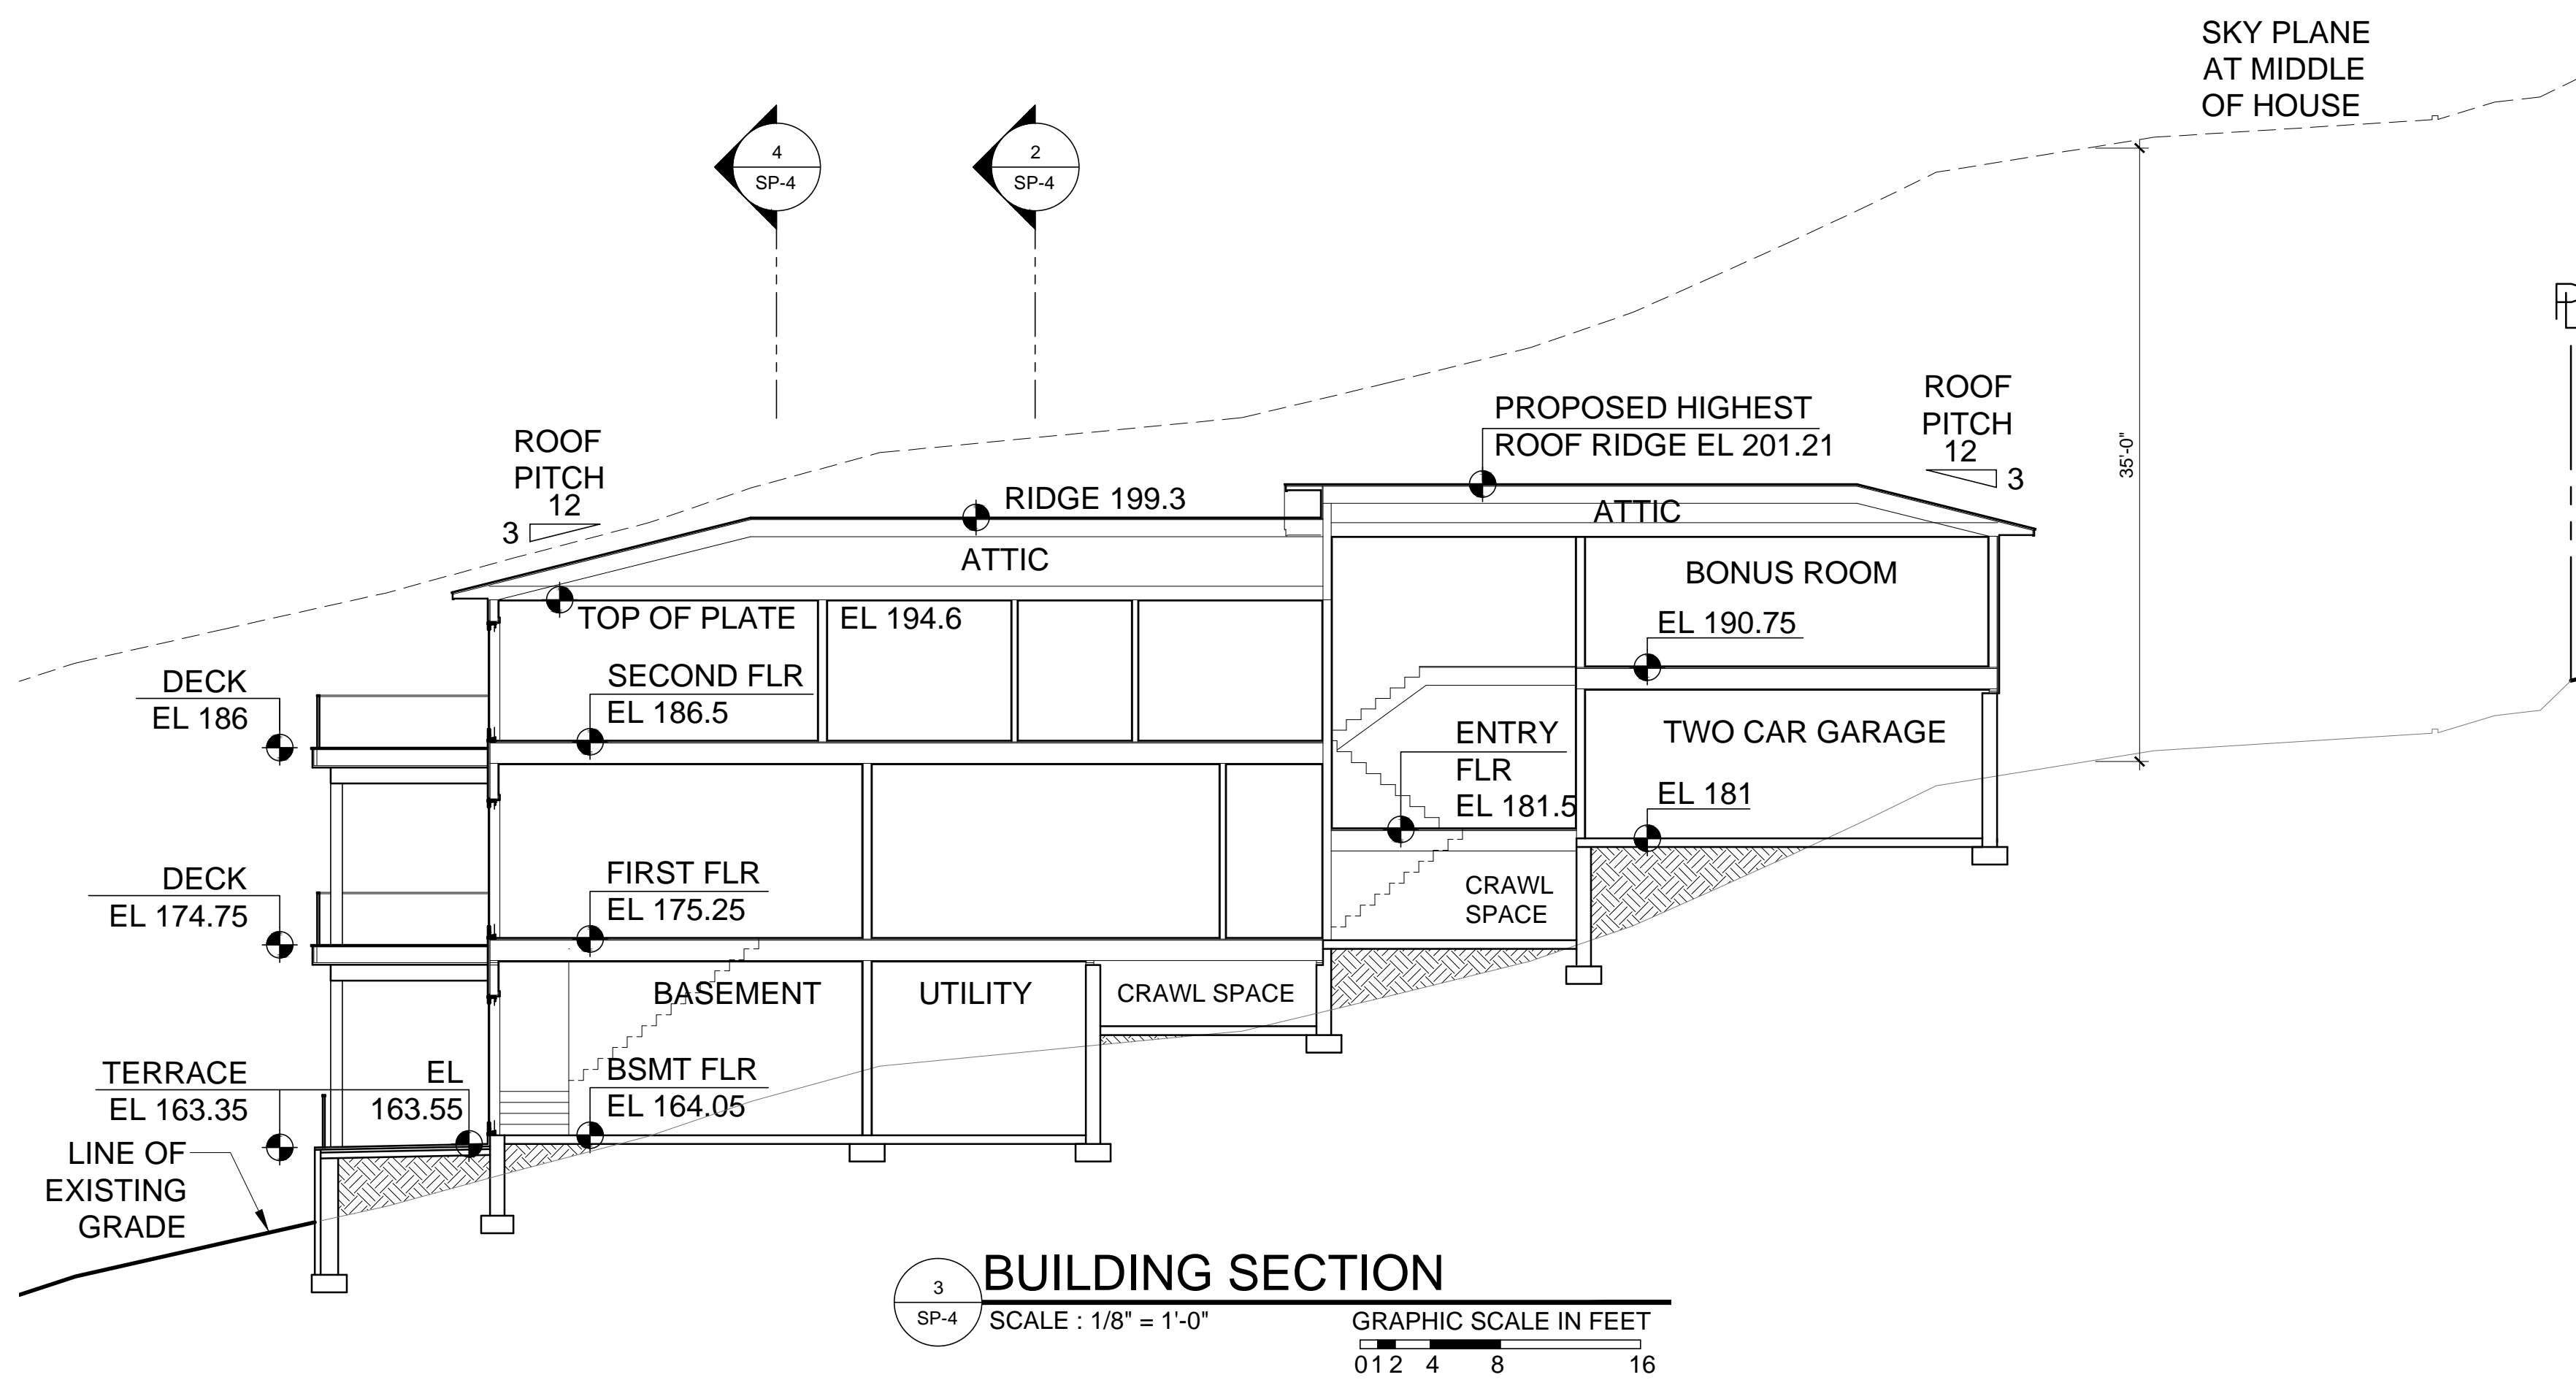 SKY PLANE
AT MIDDLE
OF HOUSE
4
SP-4
2
SP-4
PL
ROOF
PITCH
12
3
RIDGE 199.3
PROPOSED HIGHEST
ROOF RIDGE EL 201.21
ROOF
PITCH
12
3
35'-0"
ATTIC
ATTIC
BONUS ROOM
EL 190.75
TOP OF PLATE
EL 194.6
DECK
EL 186
SECOND FLR
EL 186.5
ENTRY
FLR
EL 181.5
TWO CAR GARAGE
EL 181
DECK
EL 174.75
FIRST FLR
EL 175.25
CRAWL
SPACE
BASEMENT
UTILITY
CRAWL SPACE
TERRACE
EL 163.35
EL
163.55
BSMT FLR
EL 164.05
LINE OF
EXISTING
GRADE
3
SP-4
BUILDING SECTION
SCALE : 1/8" = 1'-0"
GRAPHIC SCALE IN FEET
0 1 2 4 8 16